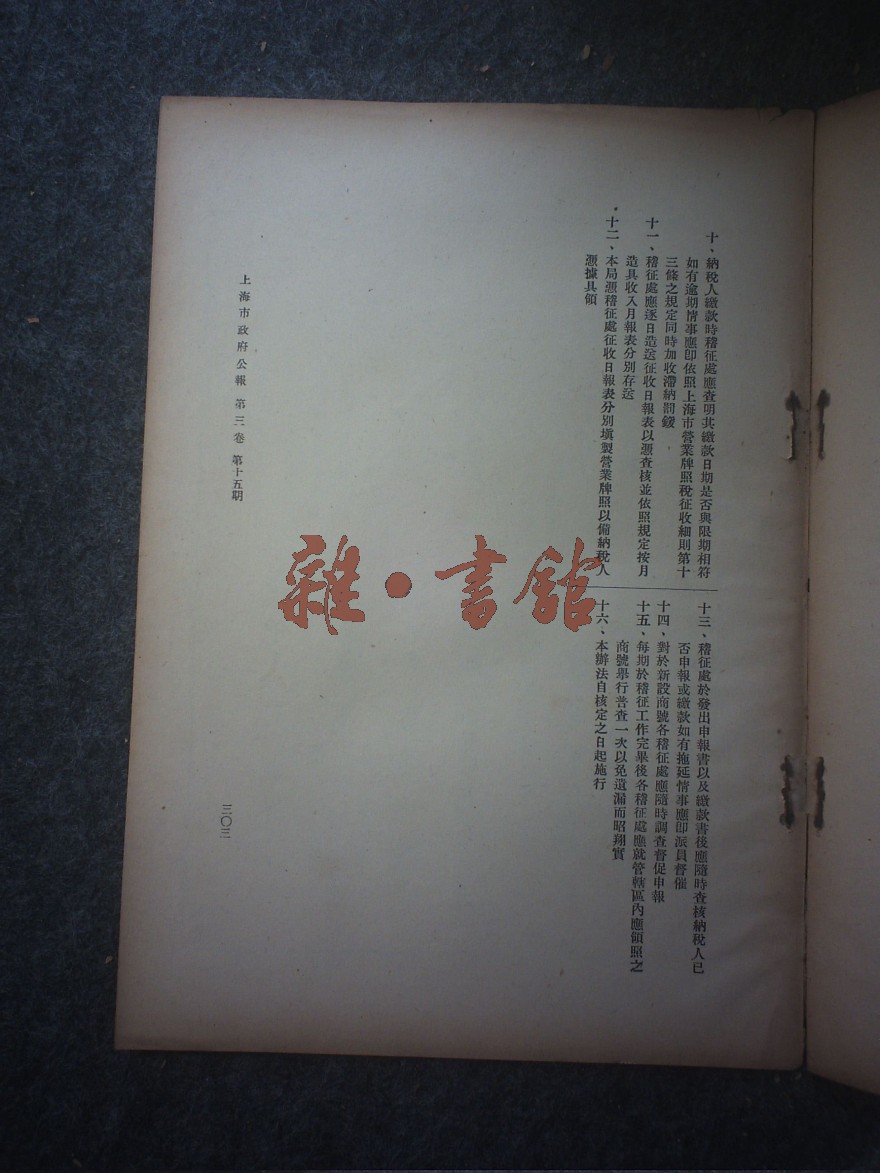 十、納稅人繳款時稽征處應查明其繳款日期是否與限期相符
如有逾期情事應卽依照上海市營業牌照稅征收細則第十
三條之規定同時加收滯納罰鍰
十一、稽征處應逐日造送征收日報表以憑查核並依照規定按月
造具收入月報表分別存送
十二、本局憑稽征處征收日報表分別塡製營業牌照以備納稅人
憑據具領
十三、稽征處於發出申報書以及繳款書後應隨時查核納稅人已
否申報或繳款如有拖延情事應卽派員督催
十四、對於新設商號各稽征處應隨時調查督促申報
十五、每期於稽征工作完畢後各稽征處應就管轄區內應領照之
商號舉行普查一次以免遺漏而昭翔實
十六、本辦法自核定之日起施行
上海市政府公報 第三卷 第十五期
三〇三
雜·書館